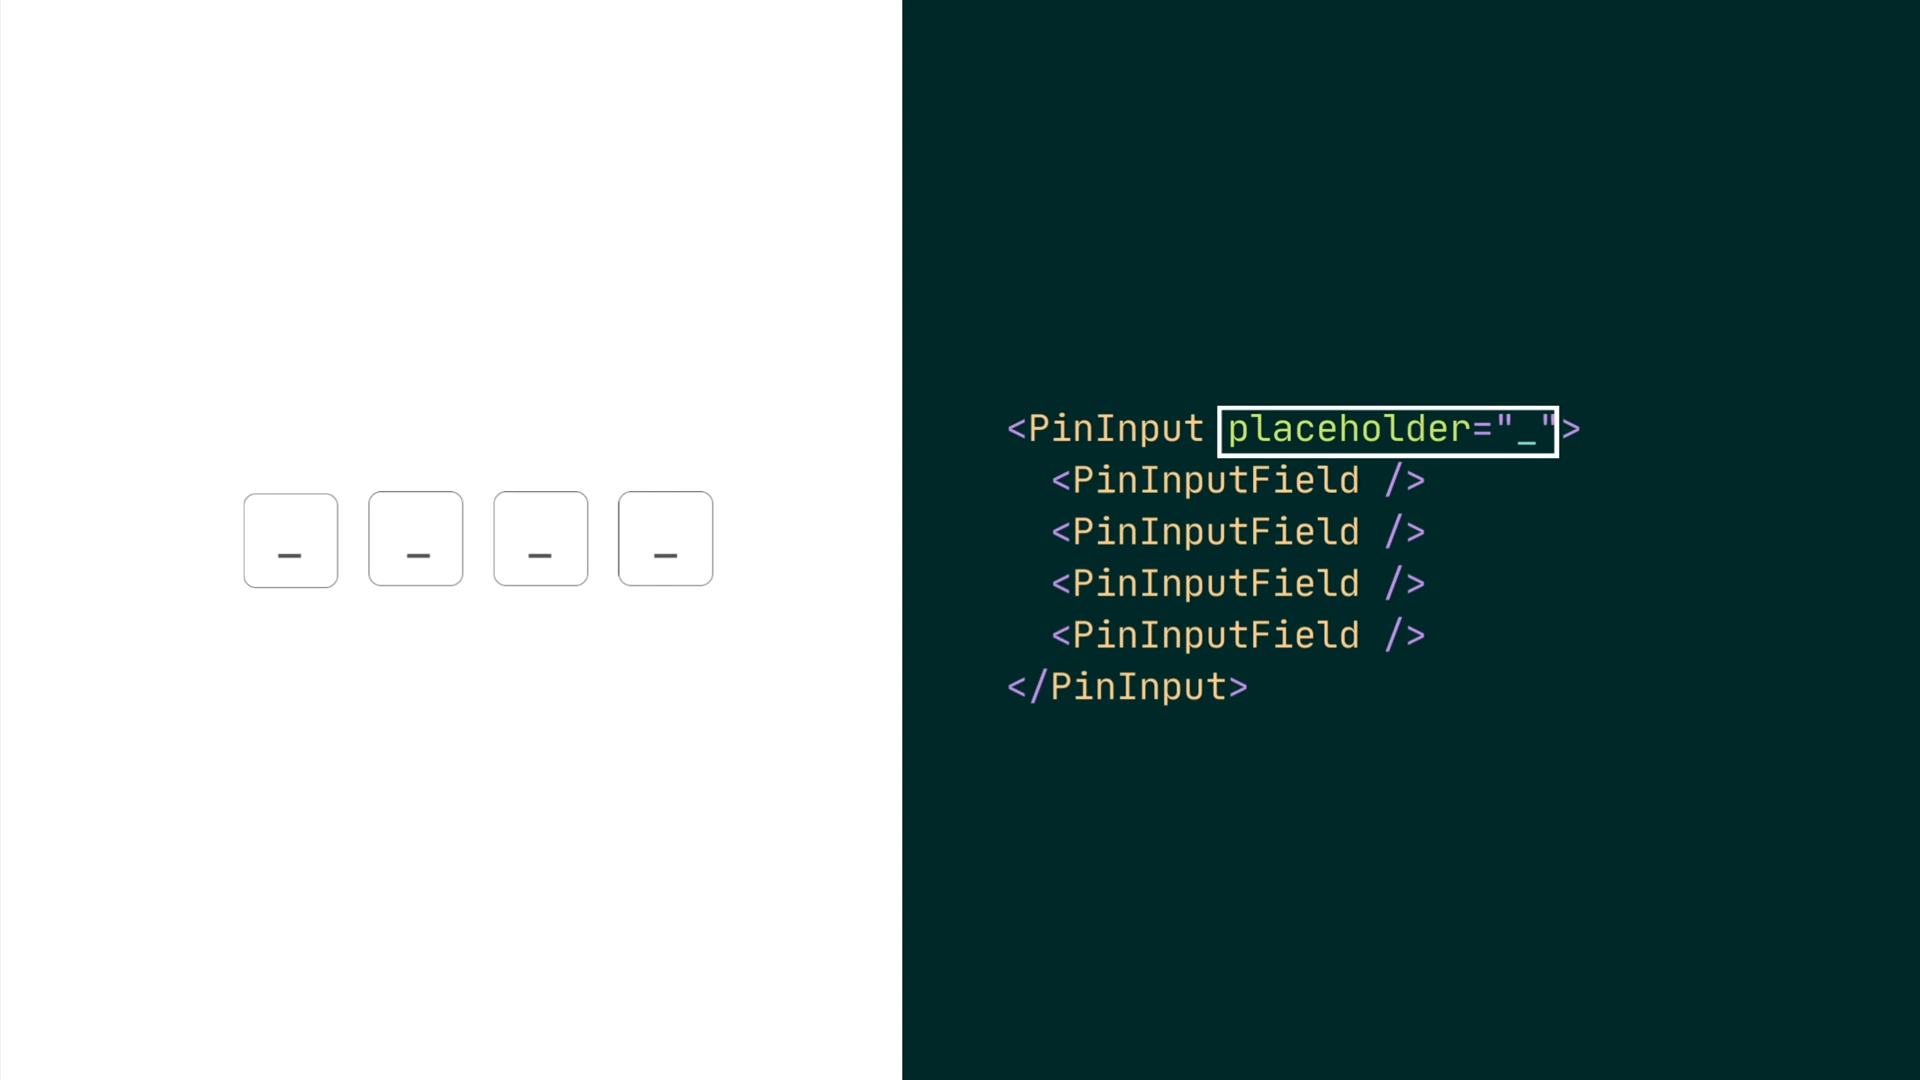 _ _ _ _
<PinInput placeholder="_">
<PinInputField />
<PinInputField />
<PinInputField />
<PinInputField />
</PinInput>